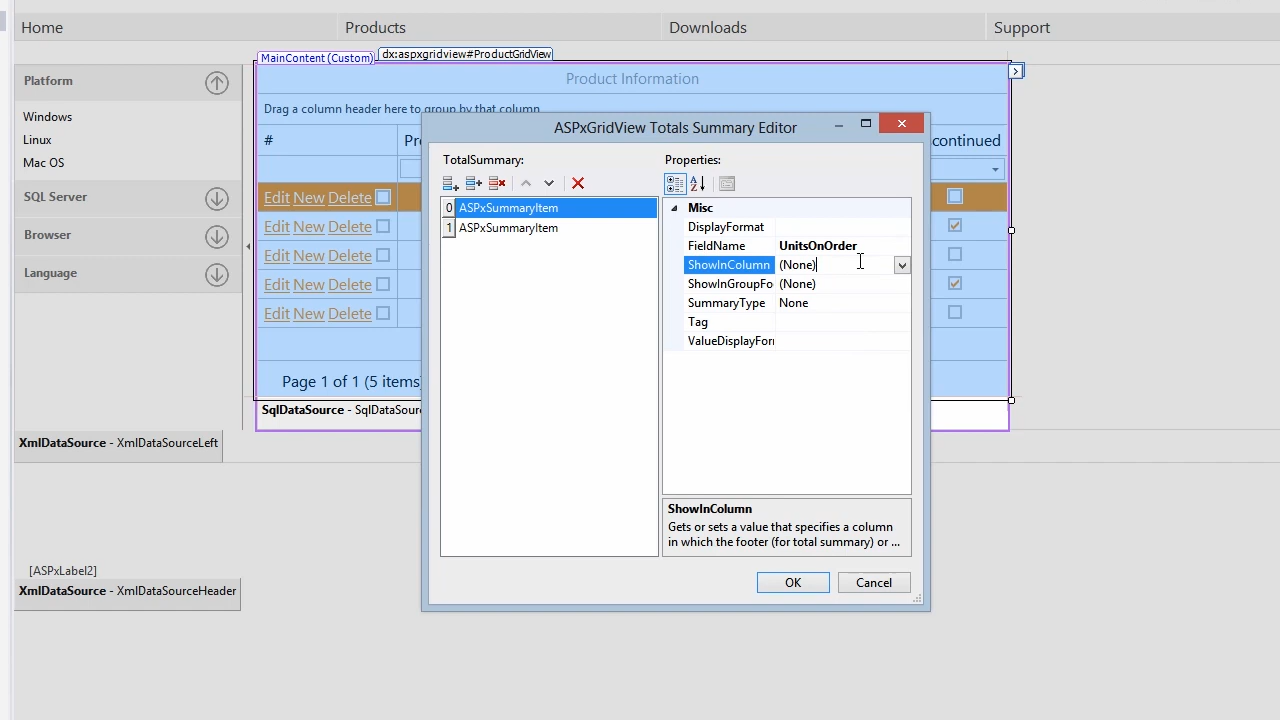 Home
Products
Downloads
Support
MainContent (Custom)
dx:aspxgridview#ProductGridView
Platform
Product Information
Windows
Drag a column header here to group by that column
Linux
Mac OS
SQL Server
Browser
Language
#
Pr
continued
Edit New Delete
Edit New Delete
Edit New Delete
Edit New Delete
Edit New Delete
Page 1 of 1 (5 items)
SqlDataSource - SqlDataSour
XmlDataSource - XmlDataSourceLeft
[ASPxLabel2]
XmlDataSource - XmlDataSourceHeader
ASPxGridView Totals Summary Editor
TotalSummary:
0 ASPxSummaryItem
1 ASPxSummaryItem
Properties:
Misc
DisplayFormat
FieldName UnitsOnOrder
ShowInColumn (None)
ShowInGroupFo (None)
SummaryType None
Tag
ValueDisplayForr
ShowInColumn
Gets or sets a value that specifies a column
in which the footer (for total summary) or ...
OK
Cancel